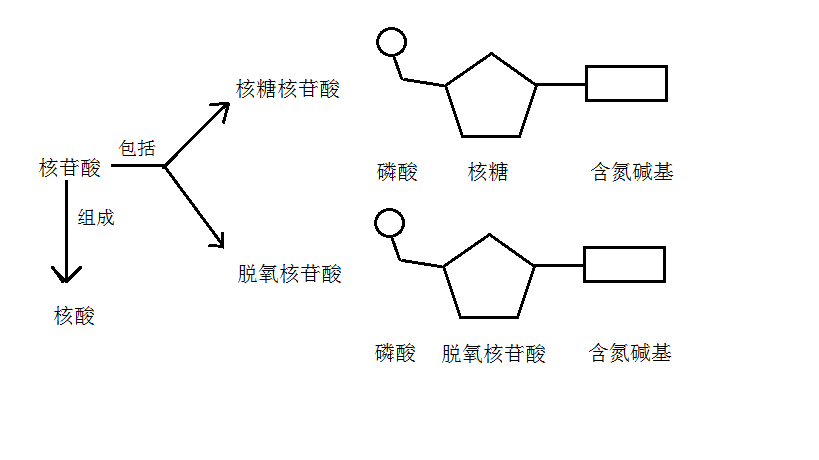 核糖核苷酸
包括
核苷酸
磷酸 核糖 含氮碱基
组成
脱氧核苷酸
核酸
磷酸 脱氧核苷酸 含氮碱基